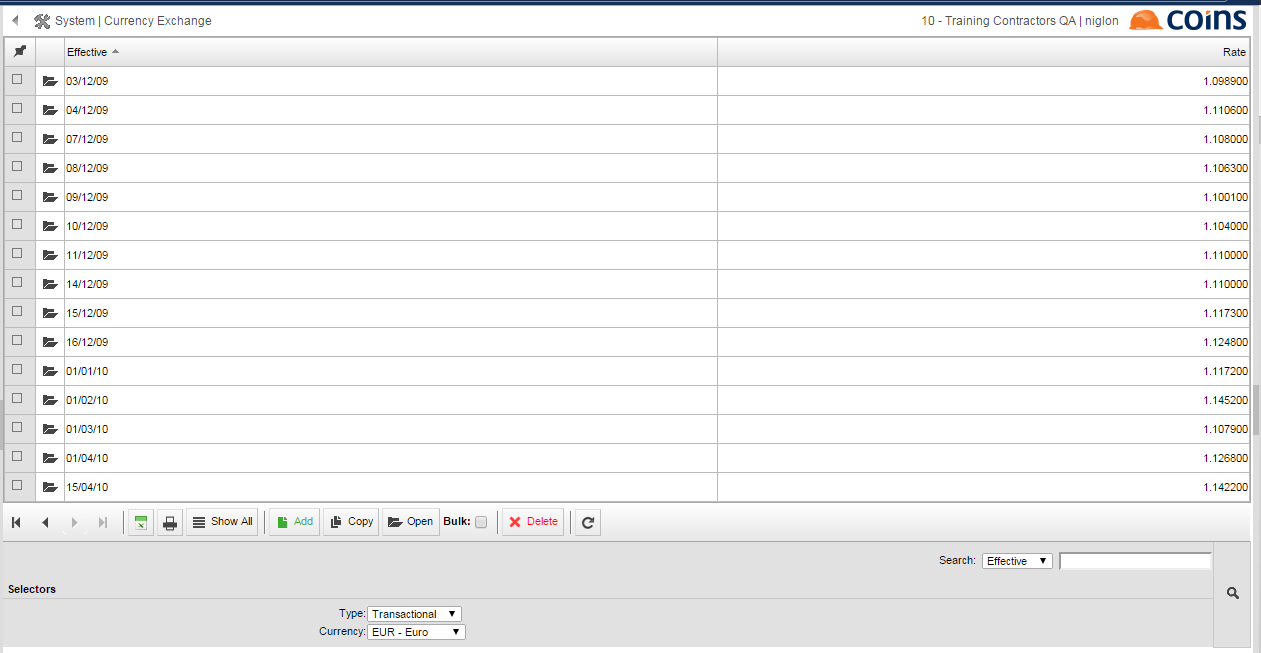 System | Currency Exchange 10 - Training Contractors QA | niglon COINS
Effective Rate
03/12/09 1.098900
04/12/09 1.110600
07/12/09 1.108000
08/12/09 1.106300
09/12/09 1.100100
10/12/09 1.104000
11/12/09 1.110000
14/12/09 1.110000
15/12/09 1.117300
16/12/09 1.124800
01/01/10 1.117200
01/02/10 1.145200
01/03/10 1.107900
01/04/10 1.126800
15/04/10 1.142200
Show All Add Copy Open Bulk: Delete
Search: Effective
Selectors
Type: Transactional
Currency: EUR - Euro